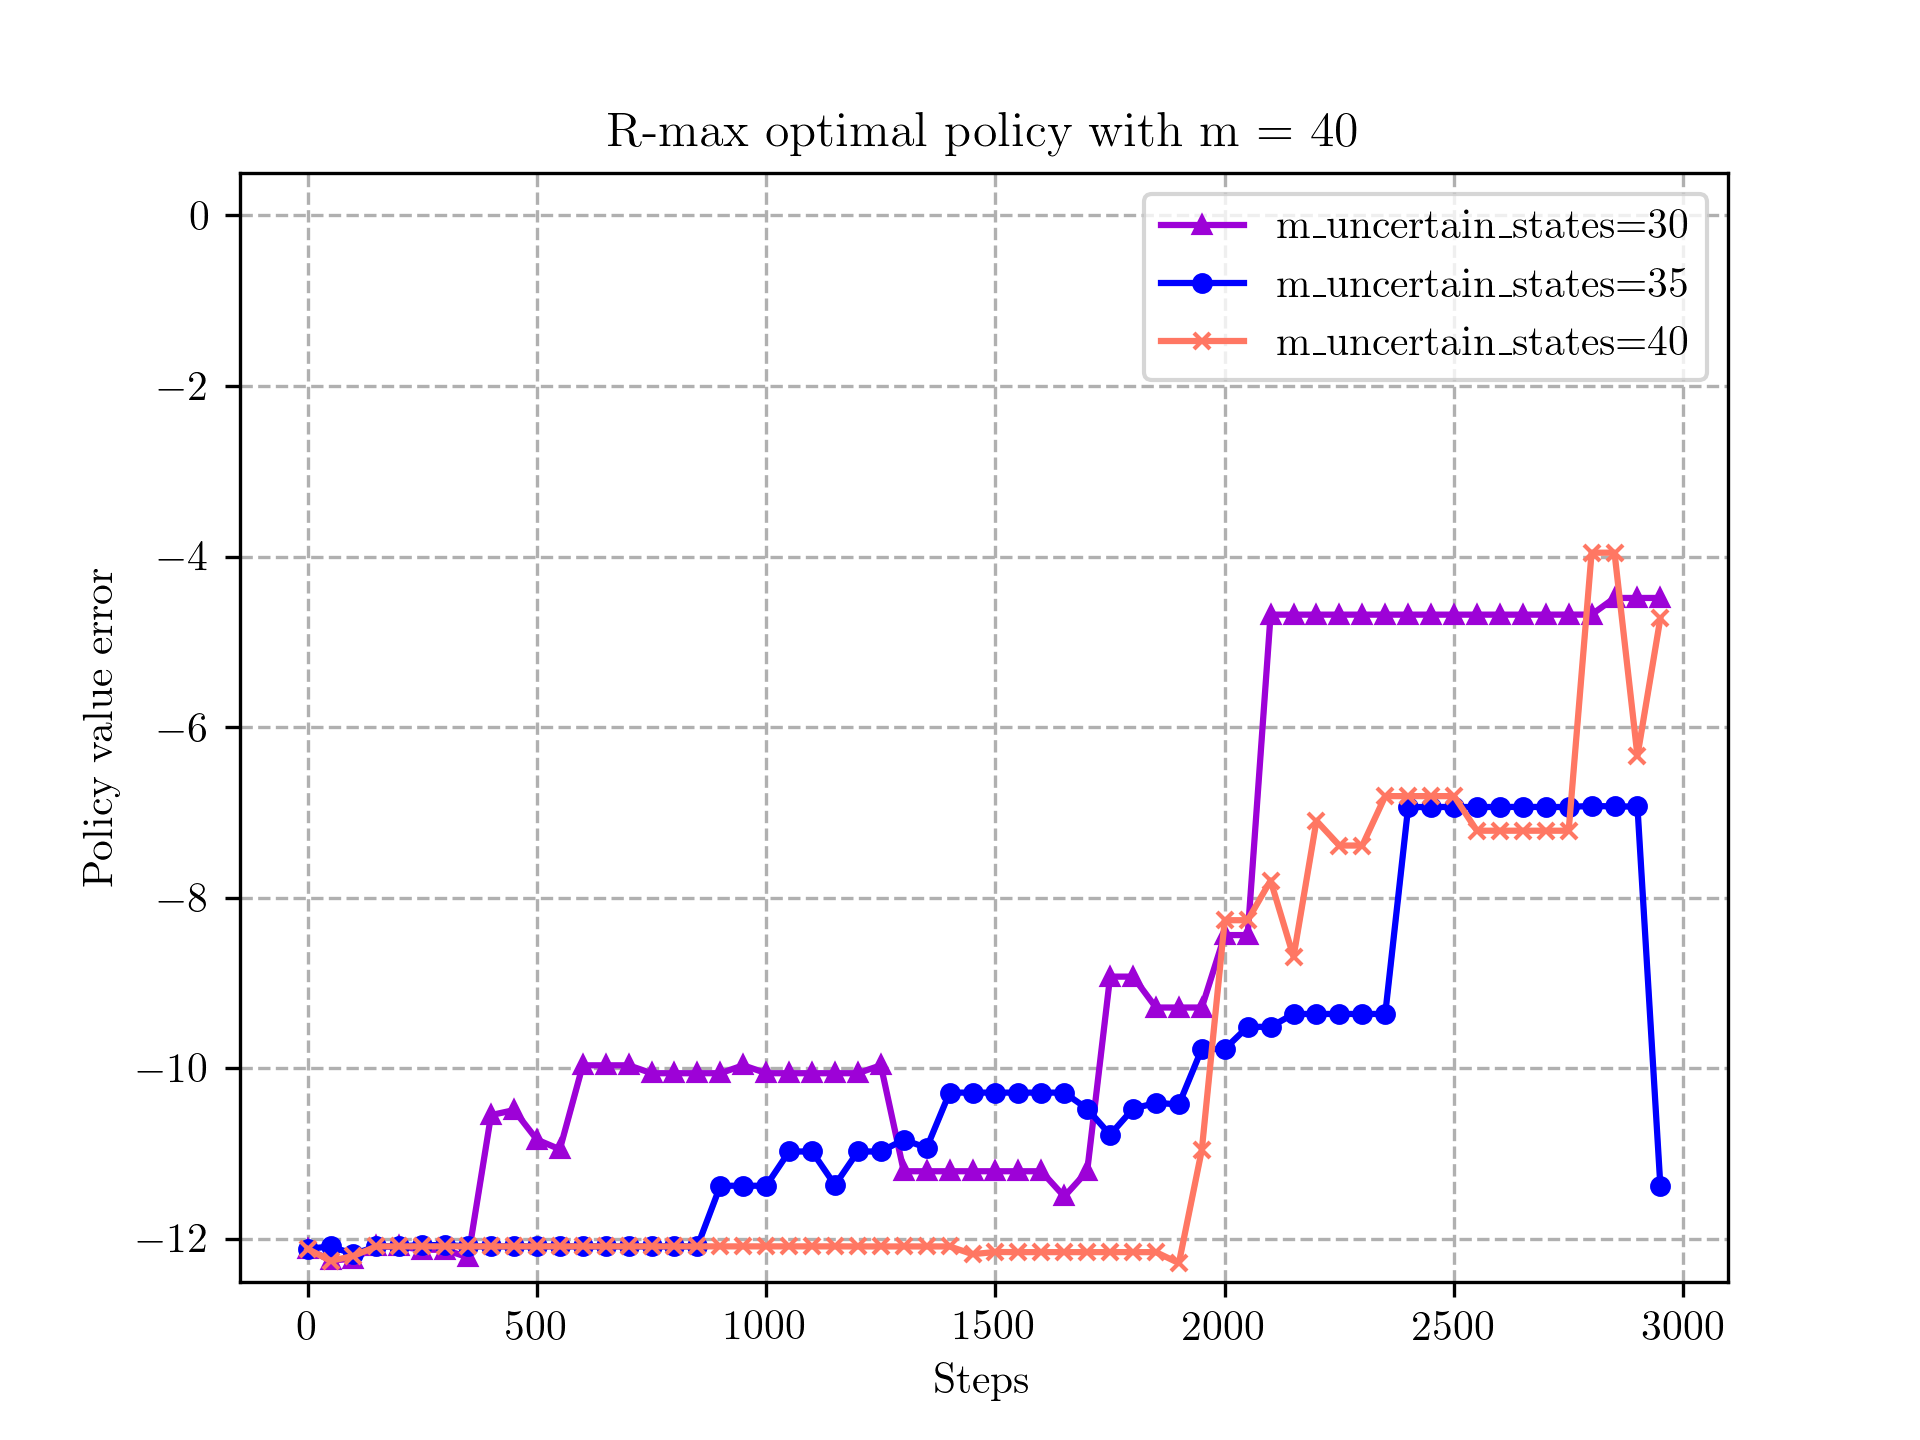 R-max optimal policy with m = 40
0
−2
−4
−6
−8
−10
−12
Policy value error
m_uncertain_states=30
m_uncertain_states=35
m_uncertain_states=40
0 500 1000 1500 2000 2500 3000
Steps